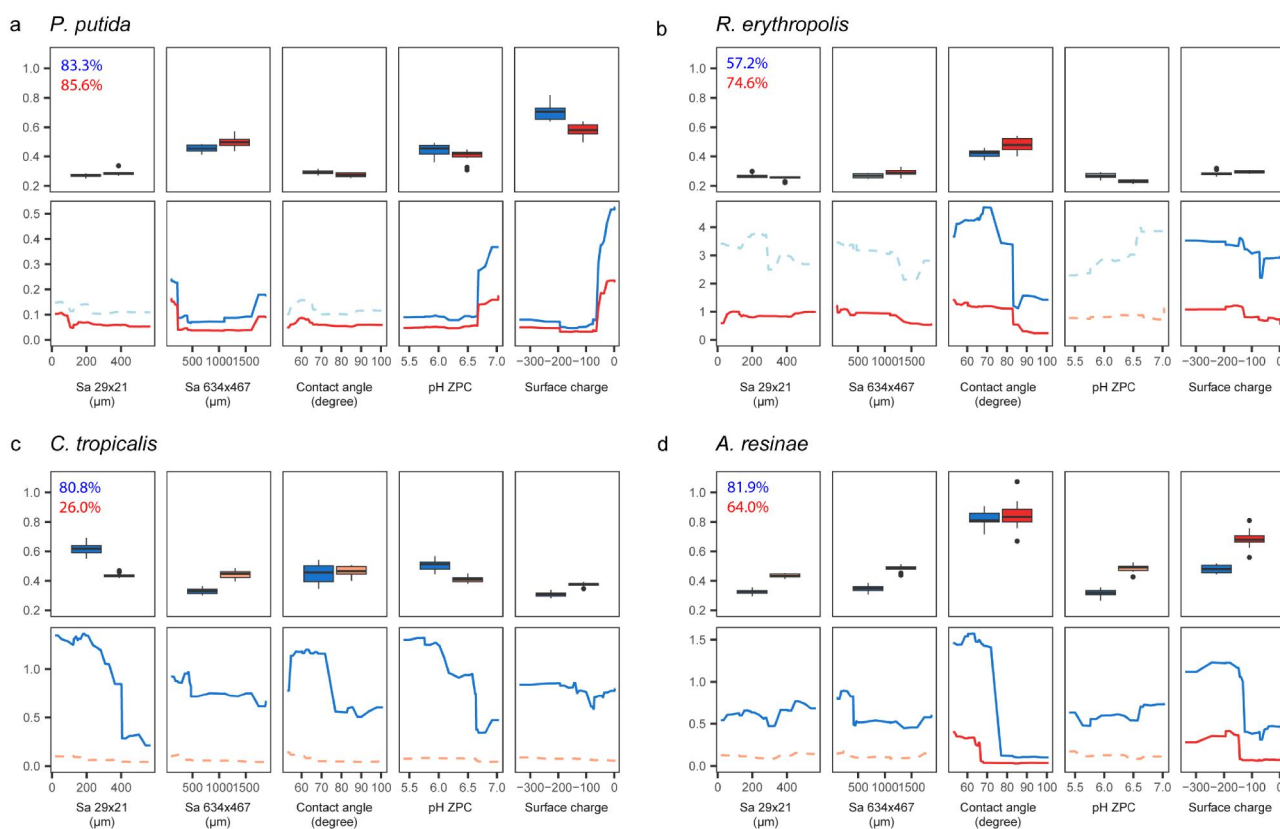 a P. putida
b R. erythropolis
83.3%
85.6%
57.2%
74.6%
1.0
0.8
0.6
0.4
0.2
1.0
0.8
0.6
0.4
0.2
0.5
0.4
0.3
0.2
0.1
0.0
4
3
2
1
0
0 200 400
500 1000 1500
60 70 80 90 100
5.5 6.0 6.5 7.0
−300 −200 −100 0
0 200 400
500 1000 1500
60 70 80 90 100
5.5 6.0 6.5 7.0
−300 −200 −100 0
Sa 29x21 Sa 634x467 Contact angle pH ZPC Surface charge
(µm) (µm) (degree)
Sa 29x21 Sa 634x467 Contact angle pH ZPC Surface charge
(µm) (µm) (degree)
c C. tropicalis
d A. resinae
80.8%
26.0%
81.9%
64.0%
1.0
0.8
0.6
0.4
0.2
1.0
0.8
0.6
0.4
0.2
1.0
0.5
0.0
1.5
1.0
0.5
0.0
0 200 400
500 1000 1500
60 70 80 90 100
5.5 6.0 6.5 7.0
−300 −200 −100 0
0 200 400
500 1000 1500
60 70 80 90 100
5.5 6.0 6.5 7.0
−300 −200 −100 0
Sa 29x21 Sa 634x467 Contact angle pH ZPC Surface charge
(µm) (µm) (degree)
Sa 29x21 Sa 634x467 Contact angle pH ZPC Surface charge
(µm) (µm) (degree)